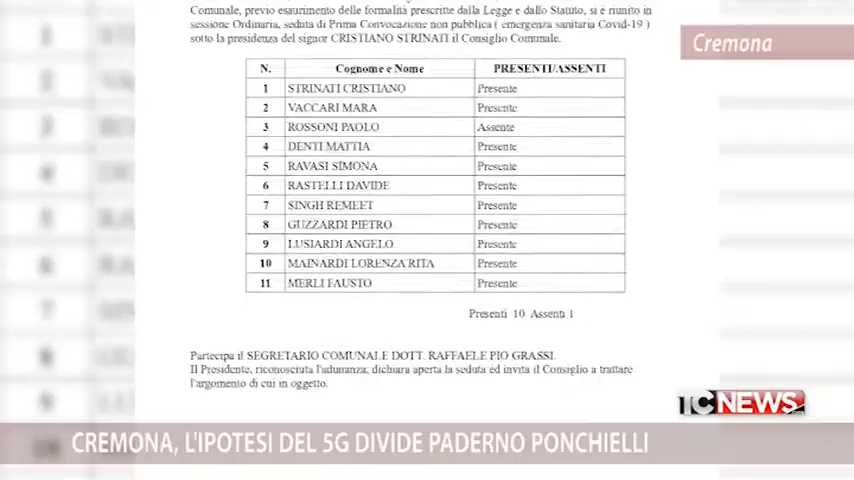 Comunale, previo esaurimento delle formalità prescritte dalla Legge e dallo Statuto, si è riunito in
sessione Ordinaria, seduta di Prima Convocazione non pubblica ( emergenza sanitaria Covid-19 )
sotto la presidenza del signor CRISTIANO STRINATI il Consiglio Comunale.
Cremona
N. Cognome e Nome PRESENTI/ASSENTI
1 STRINATI CRISTIANO Presente
2 VACCARI MARA Presente
3 ROSSONI PAOLO Assente
4 DENTI MATTIA Presente
5 RAVASI SIMONA Presente
6 RASTELLI DAVIDE Presente
7 SINGH REMEET Presente
8 GUZZARDI PIETRO Presente
9 LUSIARDI ANGELO Presente
10 MAINARDI LORENZA RITA Presente
11 MERLI FAUSTO Presente
Presenti 10 Assenti 1
Partecipa il SEGRETARIO COMUNALE DOTT. RAFFAELE PIO GRASSI.
Il Presidente, riconosciuta l'adunanza, dichiara aperta la seduta ed invita il Consiglio a trattare
l'argomento di cui in oggetto.
TCNEWS
CREMONA, L'IPOTESI DEL 5G DIVIDE PADERNO PONCHIELLI